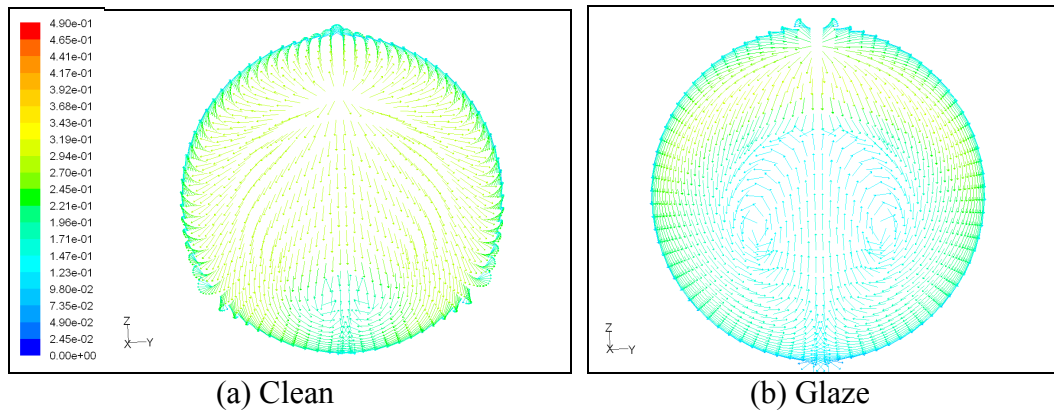 4.90e-01
4.65e-01
4.41e-01
4.17e-01
3.92e-01
3.68e-01
3.43e-01
2.94e-01
2.70e-01
2.45e-01
2.21e-01
1.96e-01
1.71e-01
1.47e-01
1.23e-01
9.80e-02
7.35e-02
4.90e-02
2.45e-02
0.00e+00
Z
X Y
Z
X Y
(a) Clean
(b) Glaze